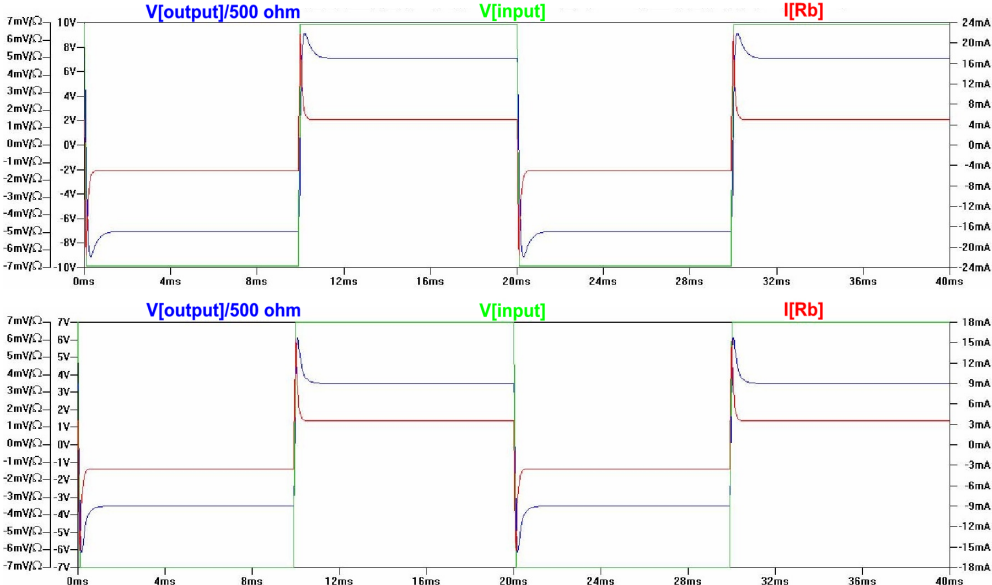 V[output]/500 ohm V[input] I[Rb]
7mV/Ω
6mV/Ω
5mV/Ω
4mV/Ω
3mV/Ω
2mV/Ω
1mV/Ω
0mV/Ω
-1mV/Ω
-2mV/Ω
-3mV/Ω
-4mV/Ω
-5mV/Ω
-6mV/Ω
-7mV/Ω
10V
8V
6V
4V
2V
0V
-2V
-4V
-6V
-8V
-10V
24mA
20mA
16mA
12mA
8mA
4mA
0mA
-4mA
-8mA
-12mA
-16mA
-20mA
-24mA
0ms 4ms 8ms 12ms 16ms 20ms 24ms 28ms 32ms 36ms 40ms
V[output]/500 ohm V[input] I[Rb]
7mV/Ω
6mV/Ω
5mV/Ω
4mV/Ω
3mV/Ω
2mV/Ω
1mV/Ω
0mV/Ω
-1mV/Ω
-2mV/Ω
-3mV/Ω
-4mV/Ω
-5mV/Ω
-6mV/Ω
-7mV/Ω
7V
6V
5V
4V
3V
2V
1V
0V
-1V
-2V
-3V
-4V
-5V
-6V
-7V
18mA
15mA
12mA
9mA
6mA
3mA
0mA
-3mA
-6mA
-9mA
-12mA
-15mA
-18mA
0ms 4ms 8ms 12ms 16ms 20ms 24ms 28ms 32ms 36ms 40ms